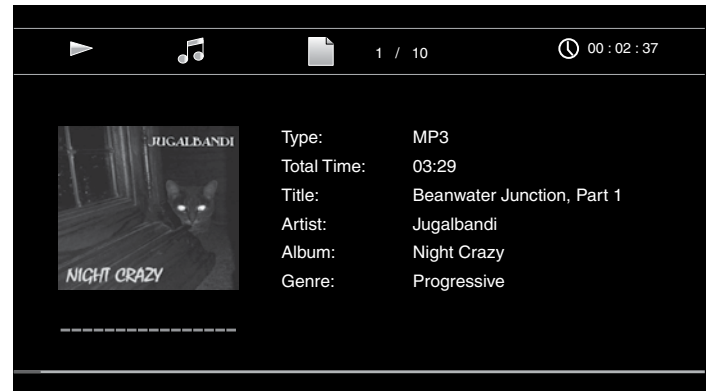 1 / 10 00 : 02 : 37
JUGALBANDI
NIGHT CRAZY
Type: MP3
Total Time: 03:29
Title: Beanwater Junction, Part 1
Artist: Jugalbandi
Album: Night Crazy
Genre: Progressive